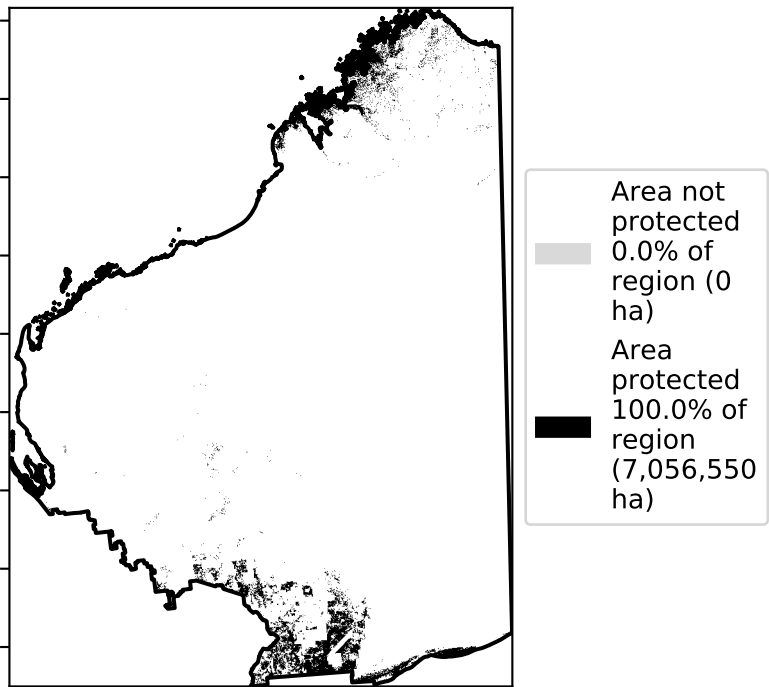 Area not
protected
0.0% of
region (0
ha)
Area
protected
100.0% of
region
(7,056,550
ha)